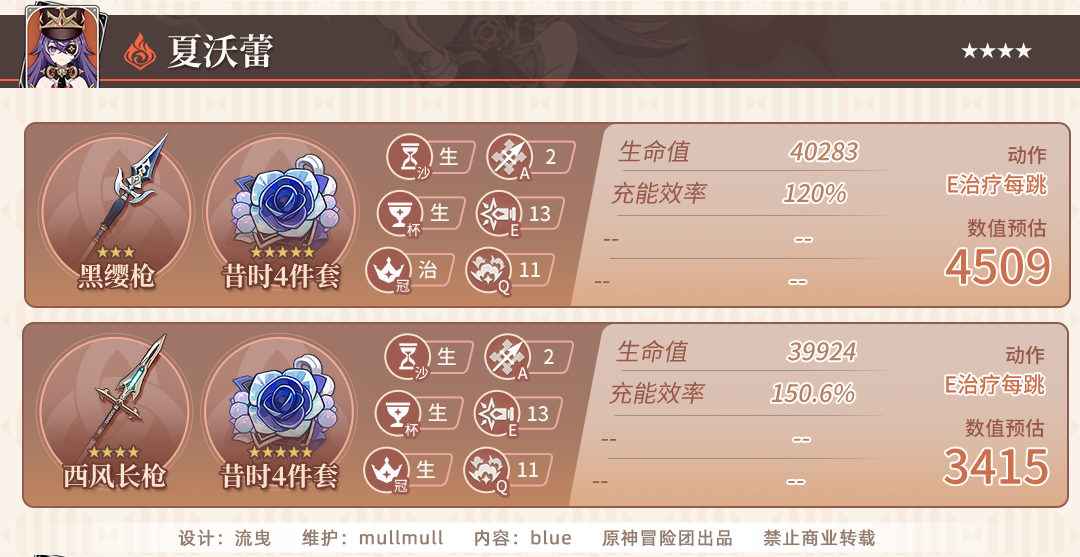 夏沃蕾
★★★★
黑缨枪
★★★
昔时4件套
★★★★★
沙 生
A 2
杯 生
E 13
冠 治
Q 11
生命值 40283
充能效率 120%
-- --
-- --
动作
E治疗每跳
数值预估
4509
西风长枪
★★★★
昔时4件套
★★★★★
沙 生
A 2
杯 生
E 13
冠 生
Q 11
生命值 39924
充能效率 150.6%
-- --
-- --
动作
E治疗每跳
数值预估
3415
设计：流曳 维护：mullmull 内容：blue 原神冒险团出品 禁止商业转载